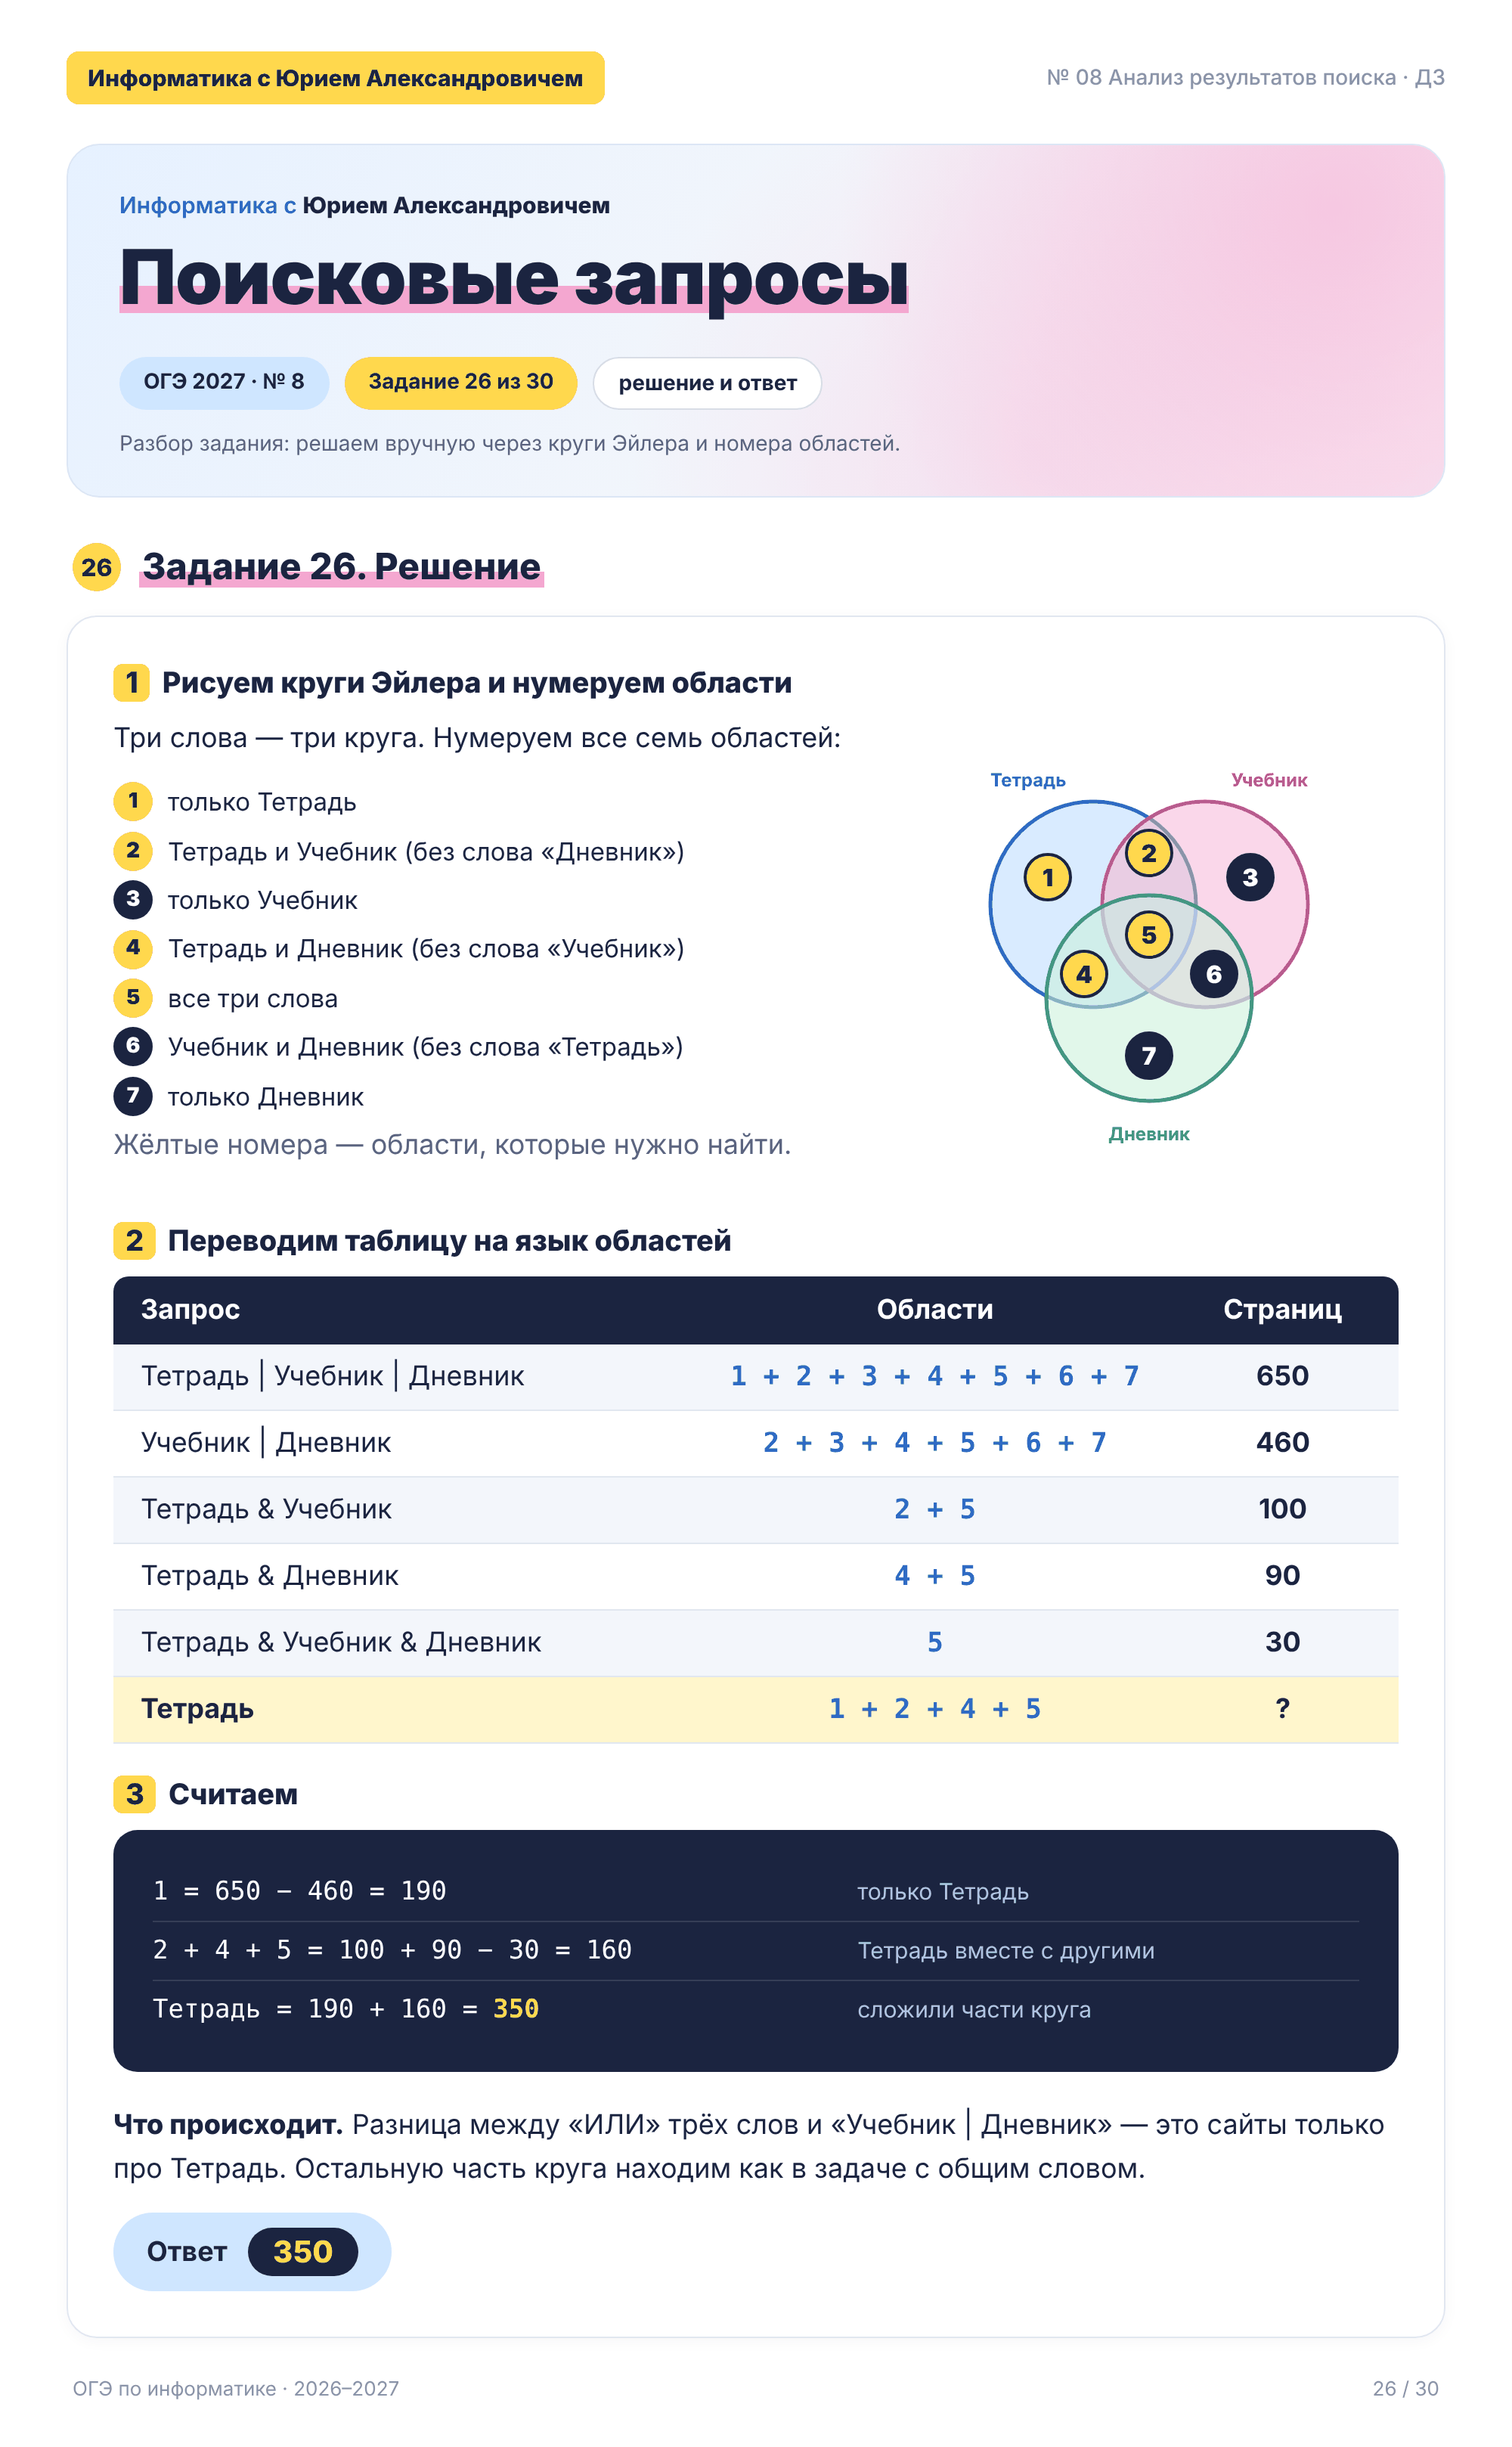 Информатика с Юрием Александровичем
№ 08 Анализ результатов поиска · ДЗ
Информатика с Юрием Александровичем
Поисковые запросы
ОГЭ 2027 · № 8
Задание 26 из 30
решение и ответ
Разбор задания: решаем вручную через круги Эйлера и номера областей.
26 Задание 26. Решение
1 Рисуем круги Эйлера и нумеруем области
Три слова — три круга. Нумеруем все семь областей:
1 только Тетрадь
2 Тетрадь и Учебник (без слова «Дневник»)
3 только Учебник
4 Тетрадь и Дневник (без слова «Учебник»)
5 все три слова
6 Учебник и Дневник (без слова «Тетрадь»)
7 только Дневник
Жёлтые номера — области, которые нужно найти.
Тетрадь Учебник
2
1 3
5
4 6
7
Дневник
2 Переводим таблицу на язык областей
Запрос Области Страниц
Тетрадь | Учебник | Дневник 1 + 2 + 3 + 4 + 5 + 6 + 7 650
Учебник | Дневник 2 + 3 + 4 + 5 + 6 + 7 460
Тетрадь & Учебник 2 + 5 100
Тетрадь & Дневник 4 + 5 90
Тетрадь & Учебник & Дневник 5 30
Тетрадь 1 + 2 + 4 + 5 ?
3 Считаем
1 = 650 − 460 = 190 только Тетрадь
2 + 4 + 5 = 100 + 90 − 30 = 160 Тетрадь вместе с другими
Тетрадь = 190 + 160 = 350 сложили части круга
Что происходит. Разница между «ИЛИ» трёх слов и «Учебник | Дневник» — это сайты только
про Тетрадь. Остальную часть круга находим как в задаче с общим словом.
Ответ 350
ОГЭ по информатике · 2026–2027
26 / 30